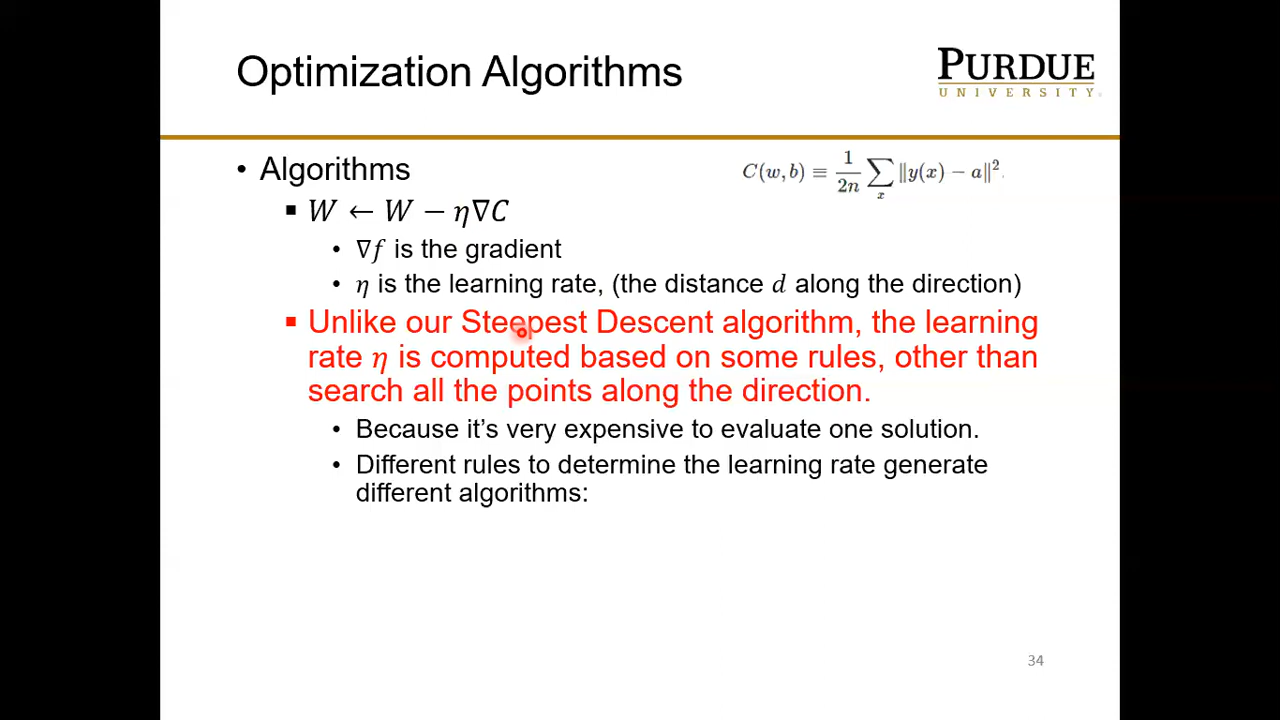 Optimization Algorithms
PURDUE
UNIVERSITY
• Algorithms
C(w, b) ≡ 1/2n ∑x ‖y(x) − a‖²
▪ W ← W − η∇C
• ∇f is the gradient
• η is the learning rate, (the distance d along the direction)
▪ Unlike our Steepest Descent algorithm, the learning
rate η is computed based on some rules, other than
search all the points along the direction.
• Because it's very expensive to evaluate one solution.
• Different rules to determine the learning rate generate
different algorithms:
34